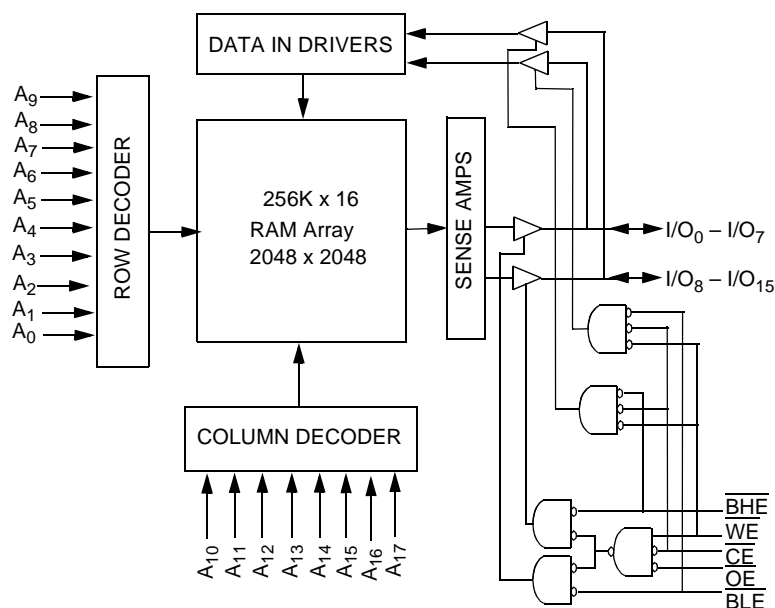 DATA IN DRIVERS
A9
A8
A7
A6
A5
A4
A3
A2
A1
A0
ROW DECODER
256K x 16
RAM Array
2048 x 2048
SENSE AMPS
I/O0 – I/O7
I/O8 – I/O15
COLUMN DECODER
A10
A11
A12
A13
A14
A15
A16
A17
BHE
WE
CE
OE
BLE